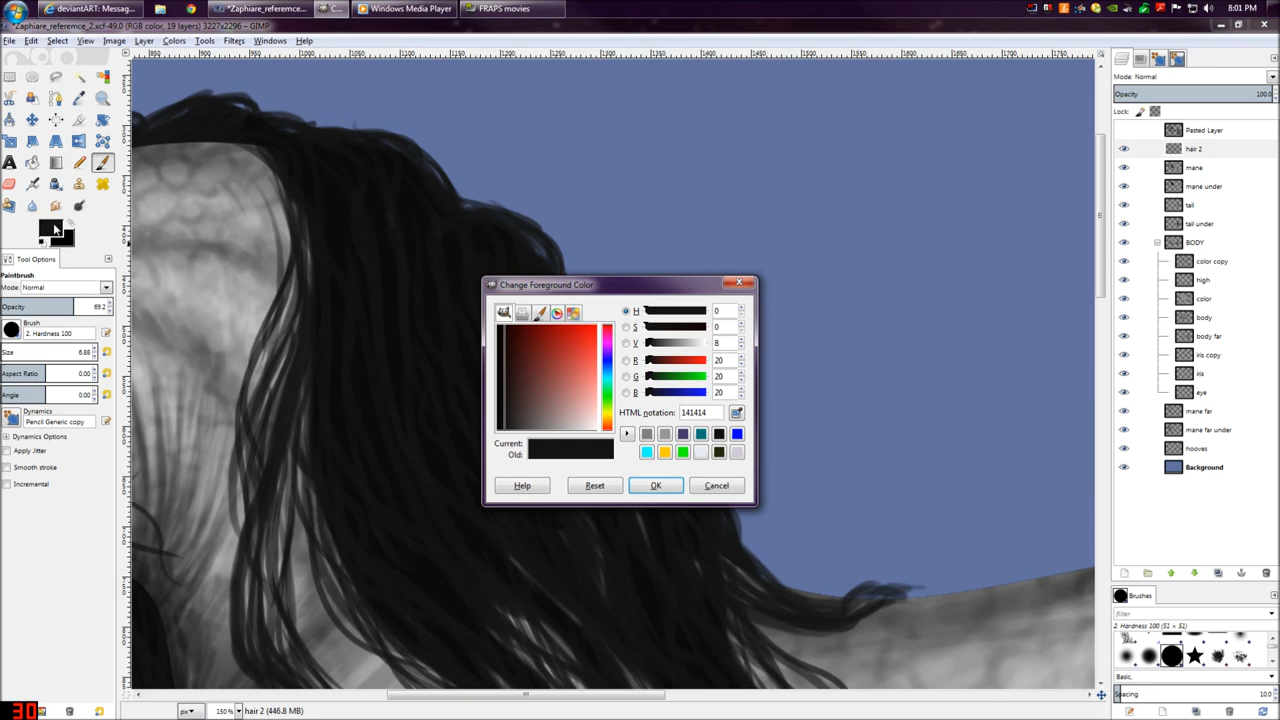 deviantART: Messag...
*Zaphiare_referemce...
C...
Windows Media Player
FRAPS movies
8:01 PM
*Zaphiare_referemce_2.xcf-49.0 (RGB color, 19 layers) 3227x2296 – GIMP
File Edit Select View Image Layer Colors Tools Filters Windows Help
Tool Options
Paintbrush
Mode: Normal
Opacity 69.2
Brush
2. Hardness 100
Size 6.88
Aspect Ratio 0.00
Angle 0.00
Dynamics
Pencil Generic copy
Dynamics Options
Apply Jitter
Smooth stroke
Incremental
30
Change Foreground Color
H 0
S 0
V 8
R 20
G 20
B 20
HTML notation: 141414
Current:
Old:
Help Reset OK Cancel
px 150% hair 2 (446.8 MB)
Mode: Normal
Opacity 100.0
Lock:
Pasted Layer
hair 2
mane
mane under
tail
tail under
BODY
color copy
high
color
body
body far
iris copy
iris
eye
mane far
mane far under
hooves
Background
Brushes
filter
2. Hardness 100 (51 × 51)
Basic,
Spacing 10.0